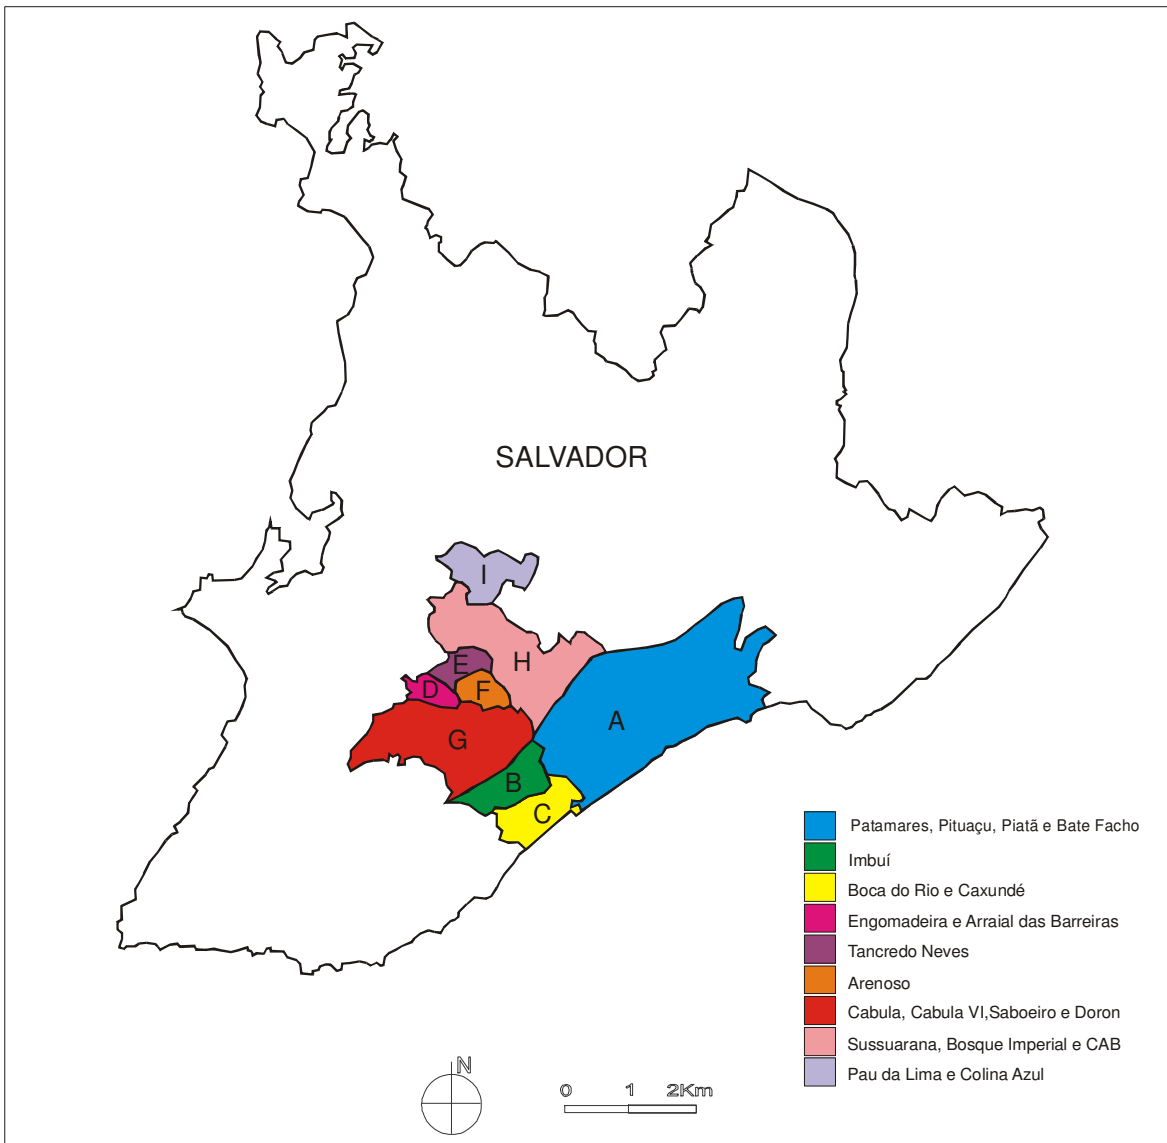 SALVADOR
I
H
E
F
D
A
G
B
C
Patamares, Pituaçu, Piatã e Bate Facho
Imbuí
Boca do Rio e Caxundé
Engomadeira e Arraial das Barreiras
Tancredo Neves
Arenoso
Cabula, Cabula VI,Saboeiro e Doron
Sussuarana, Bosque Imperial e CAB
Pau da Lima e Colina Azul
N
0 1 2Km